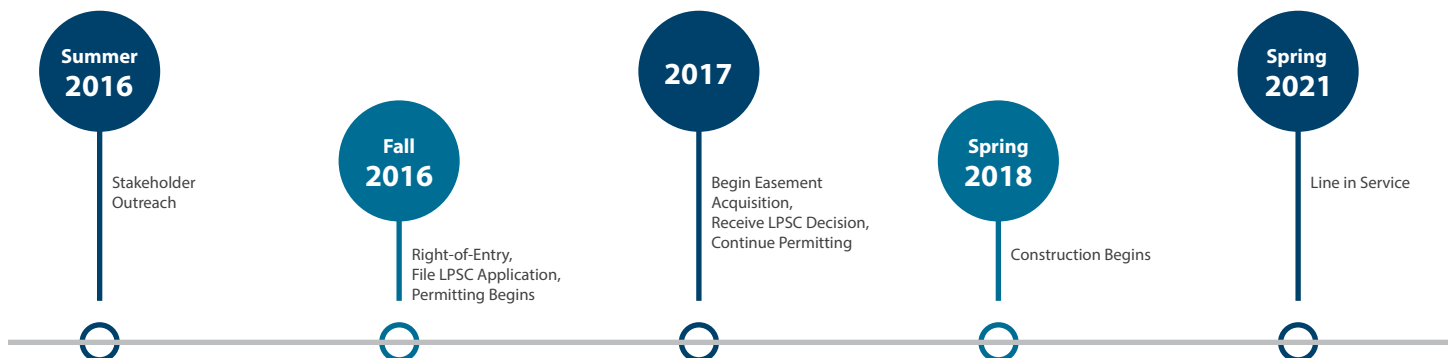 Summer
2016
Stakeholder
Outreach
Fall
2016
Right-of-Entry,
File LPSC Application,
Permitting Begins
2017
Begin Easement
Acquisition,
Receive LPSC Decision,
Continue Permitting
Spring
2018
Construction Begins
Spring
2021
Line in Service